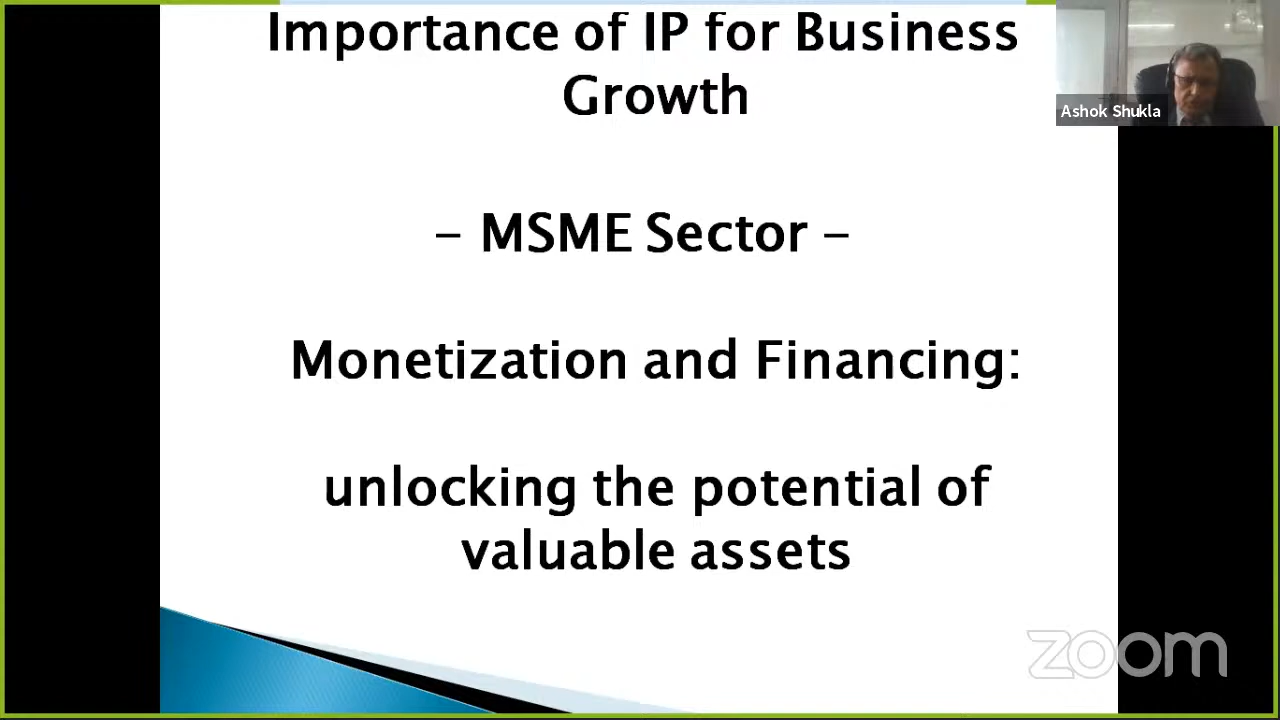 Importance of IP for Business
Growth
– MSME Sector –
Monetization and Financing:
unlocking the potential of
valuable assets
Ashok Shukla
zoom